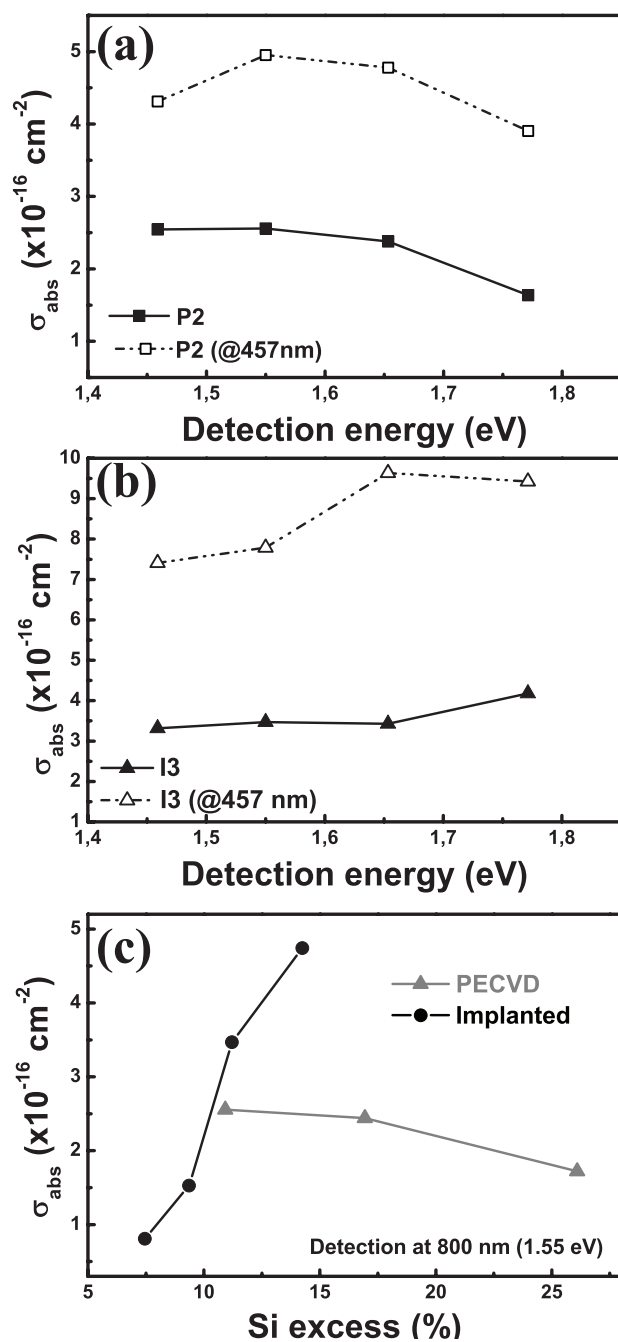 (a)
5
4
3
2
1
σabs (x10-16 cm-2)
P2
P2 (@457nm)
1,4 1,5 1,6 1,7 1,8
Detection energy (eV)
(b)
10
9
8
7
6
5
4
3
2
1
σabs (x10-16 cm-2)
I3
I3 (@457 nm)
1,4 1,5 1,6 1,7 1,8
Detection energy (eV)
(c)
5
4
3
2
1
σabs (x10-16 cm-2)
PECVD
Implanted
Detection at 800 nm (1.55 eV)
5 10 15 20 25
Si excess (%)